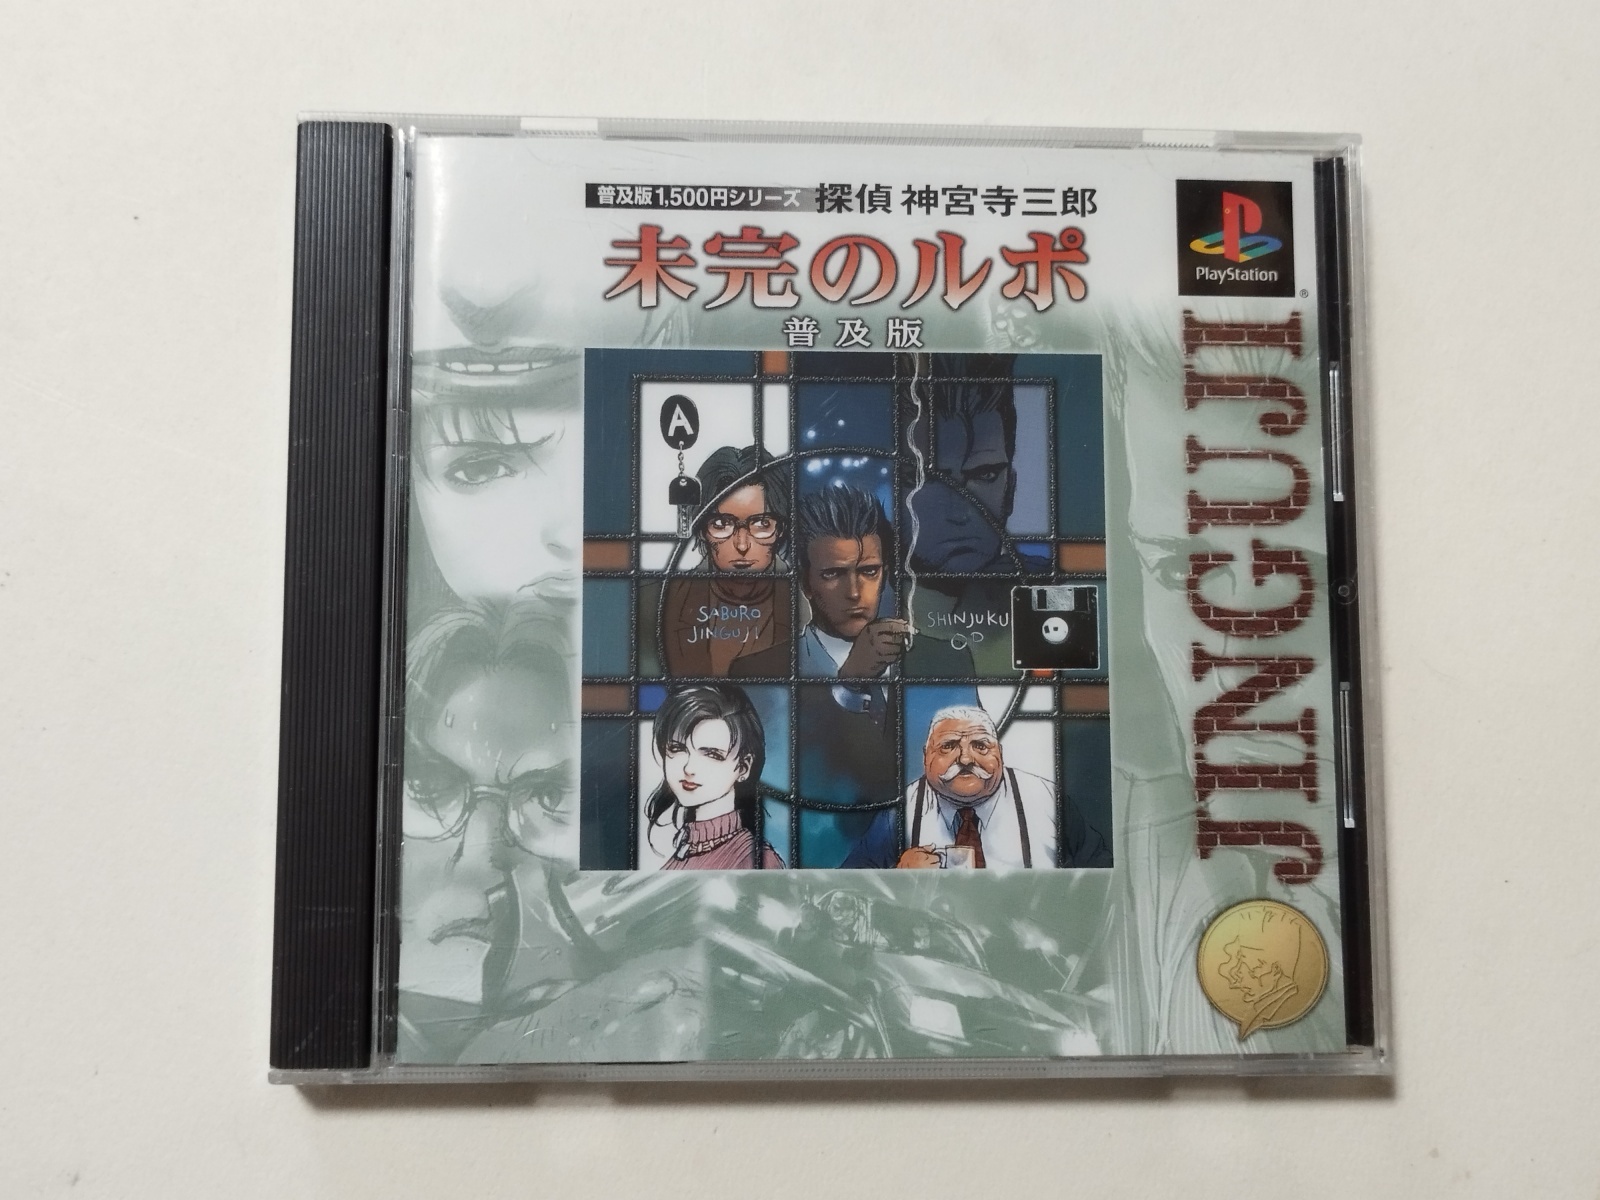 普及版1,500円シリーズ 探偵 神宮寺三郎
未完のルポ
普及版
PlayStation
®
JINGUJI
A
SABURO
JINGUJI
SHINJUKU